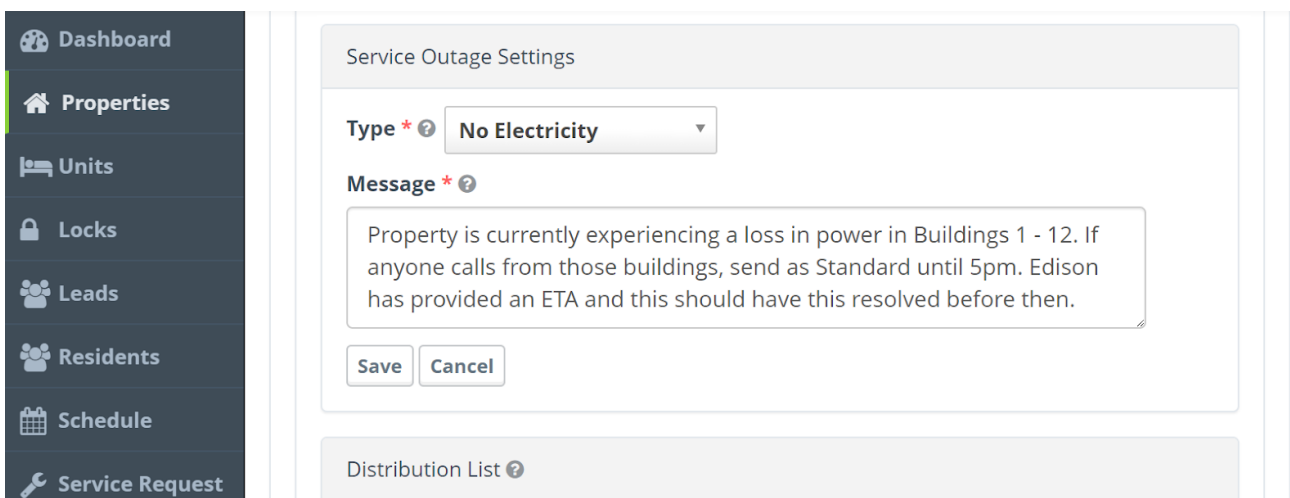 Dashboard
Properties
Units
Locks
Leads
Residents
Schedule
Service Request
Service Outage Settings
Type * No Electricity
Message *
Property is currently experiencing a loss in power in Buildings 1 - 12. If
anyone calls from those buildings, send as Standard until 5pm. Edison
has provided an ETA and this should have this resolved before then.
Save Cancel
Distribution List